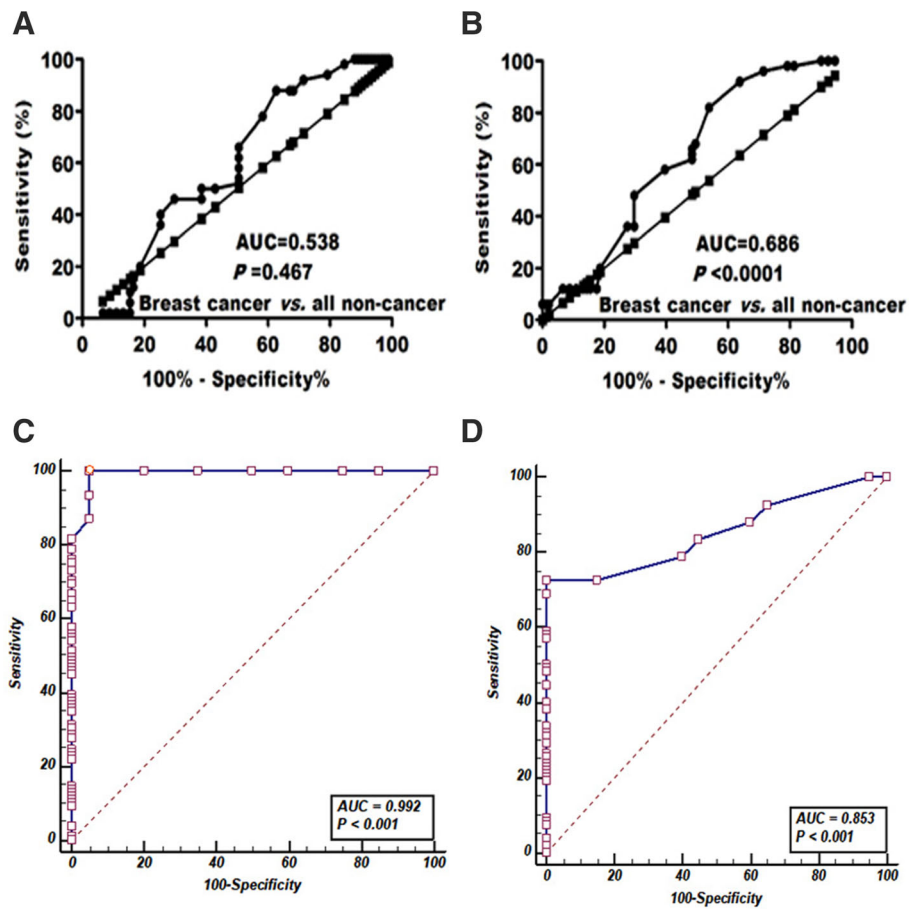 A
B
Sensitivity (%)
100
80
60
40
20
0
AUC=0.538
P =0.467
Breast cancer vs. all non-cancer
0 20 40 60 80 100
100% - Specificity%
Sensitivity (%)
100
80
60
40
20
0
AUC=0.686
P <0.0001
Breast cancer vs. all non-cancer
0 20 40 60 80 100
100% - Specificity%
C
D
Sensitivity
100
80
60
40
20
0
AUC = 0.992
P < 0.001
0 20 40 60 80 100
100-Specificity
Sensitivity
100
80
60
40
20
0
AUC = 0.853
P < 0.001
0 20 40 60 80 100
100-Specificity